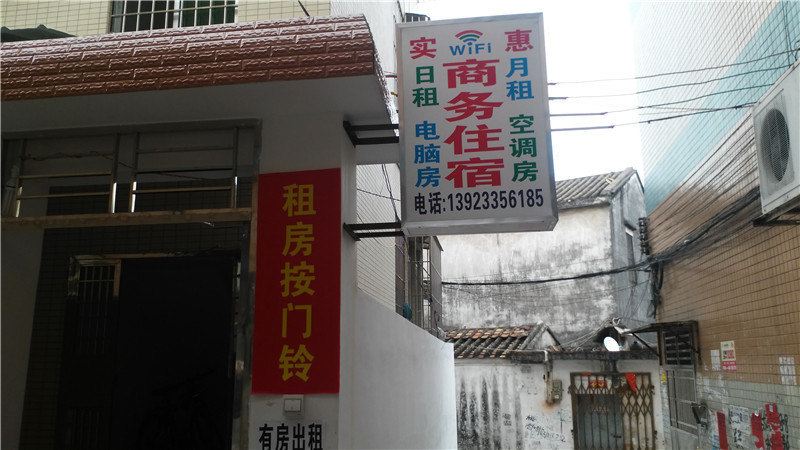 实 WiFi 惠
日租
电脑房
商务住宿
月租
空调房
电话:13923356185
租房按门铃
有房出租